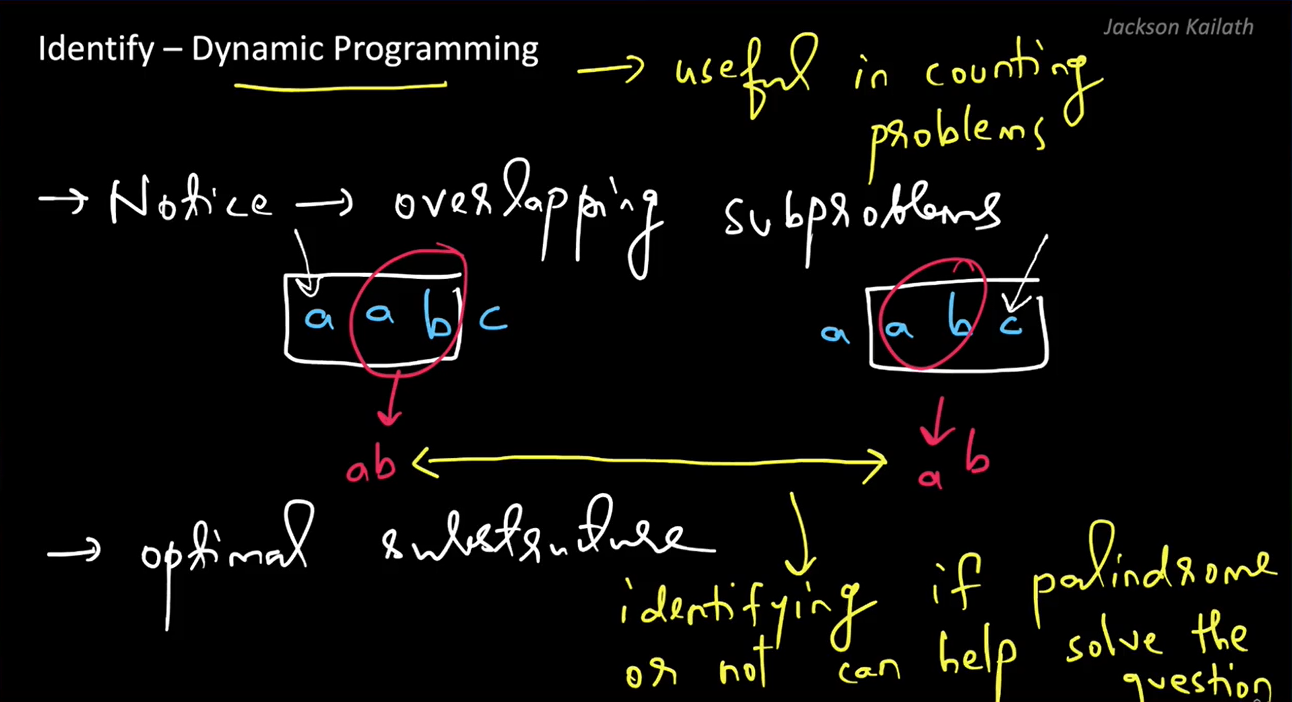 Jackson Kailath
Identify – Dynamic Programming → useful in counting
problems
→ Notice → overlapping subproblems
a a b c a a b c
ab a b
→ optimal substruture
identifying if palindrome
or not can help solve the
question